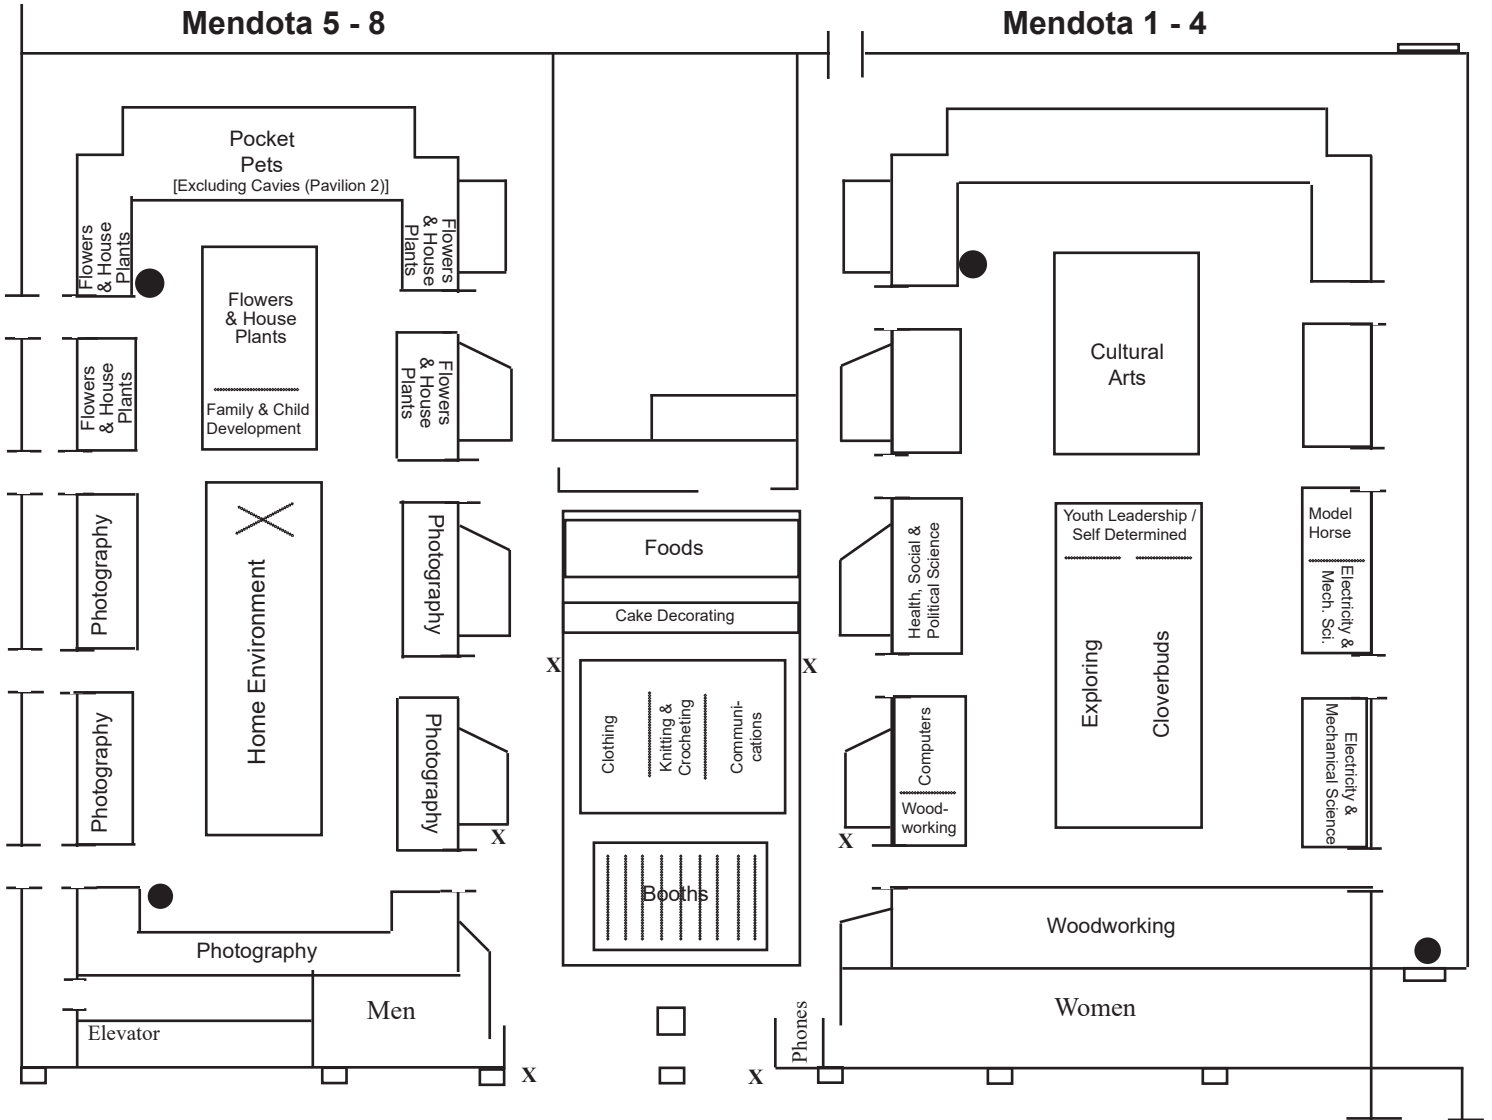 Mendota 5 - 8
Mendota 1 - 4
Pocket
Pets
[Excluding Cavies (Pavilion 2)]
Flowers
& House
Plants
Flowers
& House
Plants
Flowers
& House
Plants
Family & Child
Development
Flowers
& House
Plants
Flowers
& House
Plants
Photography
Home Environment
Photography
Photography
Photography
Photography
Elevator
Men
Foods
Cake Decorating
X
X
Clothing
Knitting &
Crocheting
Communi-
cations
X
X
Booths
Phones
X
X
Cultural
Arts
Health, Social &
Political Science
Youth Leadership /
Self Determined
Exploring
Cloverbuds
Model
Horse
Electricity &
Mech. Sci.
Computers
Wood-
working
Electricity &
Mechanical Science
Woodworking
Women